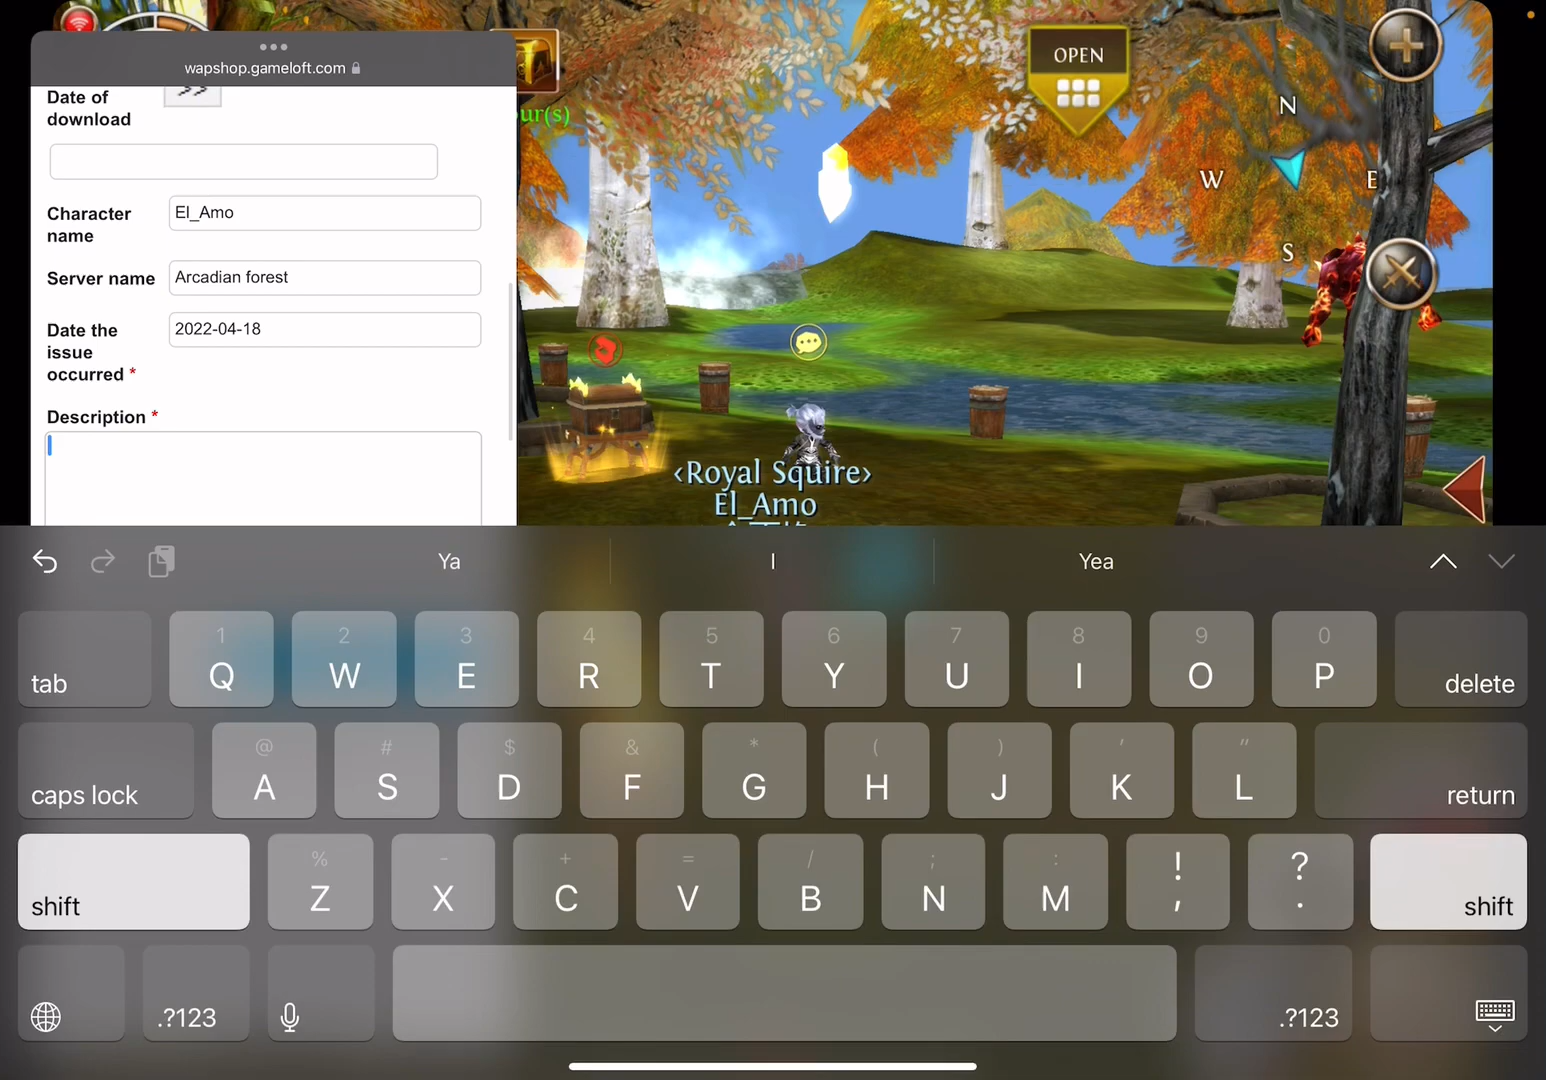 wapshop.gameloft.com
Date of
download
Character
name
El_Amo
Server name
Arcadian forest
Date the
issue
occurred *
2022-04-18
Description *
ur(s)
OPEN
N
W
E
S
<Royal Squire>
El_Amo
Ya
I
Yea
1 2 3 4 5 6 7 8 9 0
tab Q W E R T Y U I O P delete
@ # $ & * ( ) ' "
caps lock A S D F G H J K L return
% - + = / ; : ! ?
shift Z X C V B N M , . shift
.?123
.?123